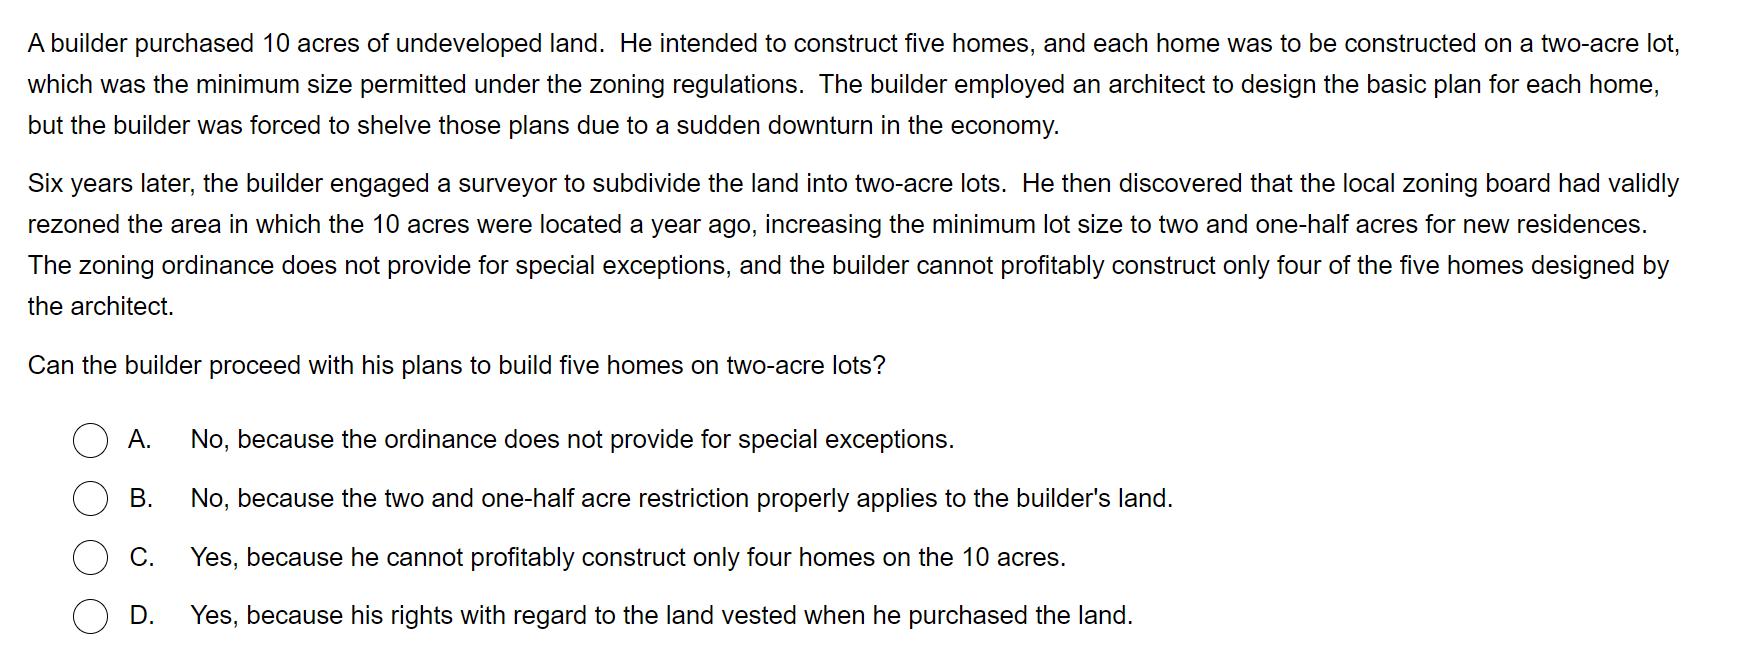 A builder purchased 10 acres of undeveloped land.  He intended to construct five homes, and each home was to be constructed on a two-acre lot,
which was the minimum size permitted under the zoning regulations.  The builder employed an architect to design the basic plan for each home,
but the builder was forced to shelve those plans due to a sudden downturn in the economy.
Six years later, the builder engaged a surveyor to subdivide the land into two-acre lots.  He then discovered that the local zoning board had validly
rezoned the area in which the 10 acres were located a year ago, increasing the minimum lot size to two and one-half acres for new residences.
The zoning ordinance does not provide for special exceptions, and the builder cannot profitably construct only four of the five homes designed by
the architect.
Can the builder proceed with his plans to build five homes on two-acre lots?
A. No, because the ordinance does not provide for special exceptions.
B. No, because the two and one-half acre restriction properly applies to the builder's land.
C. Yes, because he cannot profitably construct only four homes on the 10 acres.
D. Yes, because his rights with regard to the land vested when he purchased the land.